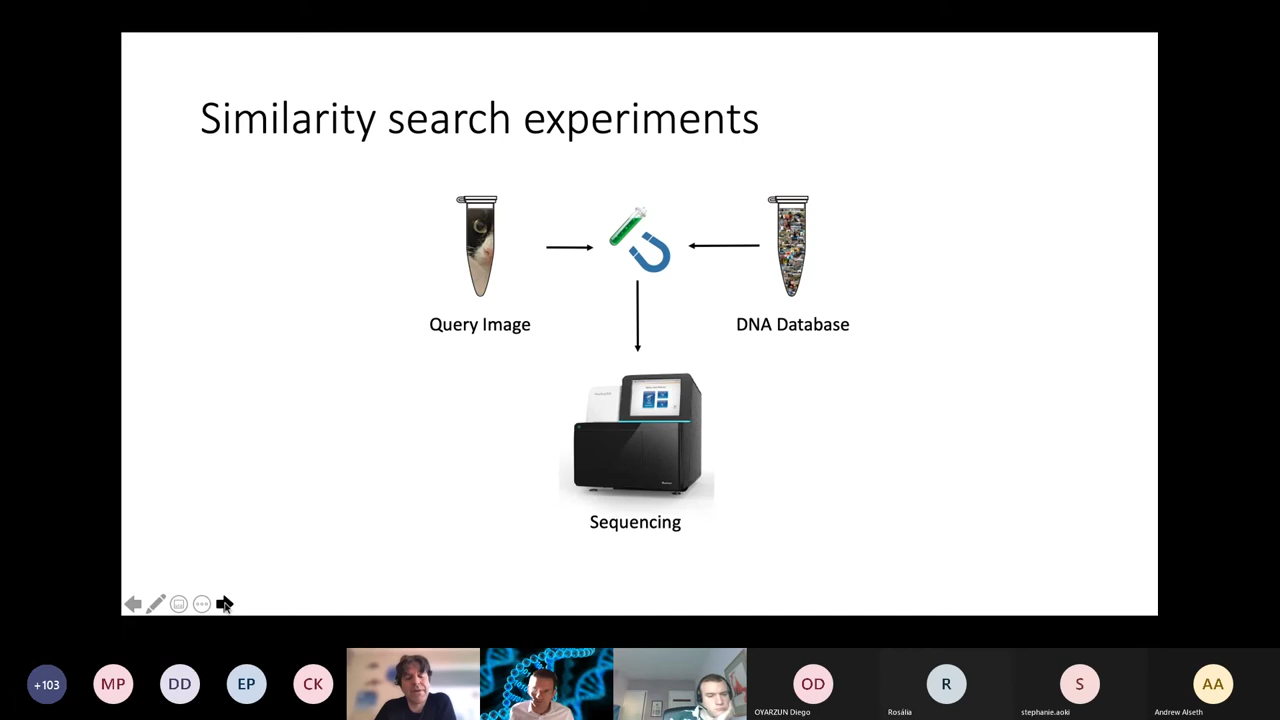 Similarity search experiments
Query Image
DNA Database
Sequencing
+103
MP
DD
EP
CK
OD
R
S
AA
OYARZUN Diego
Rosália
stephanie.aoki
Andrew Alseth